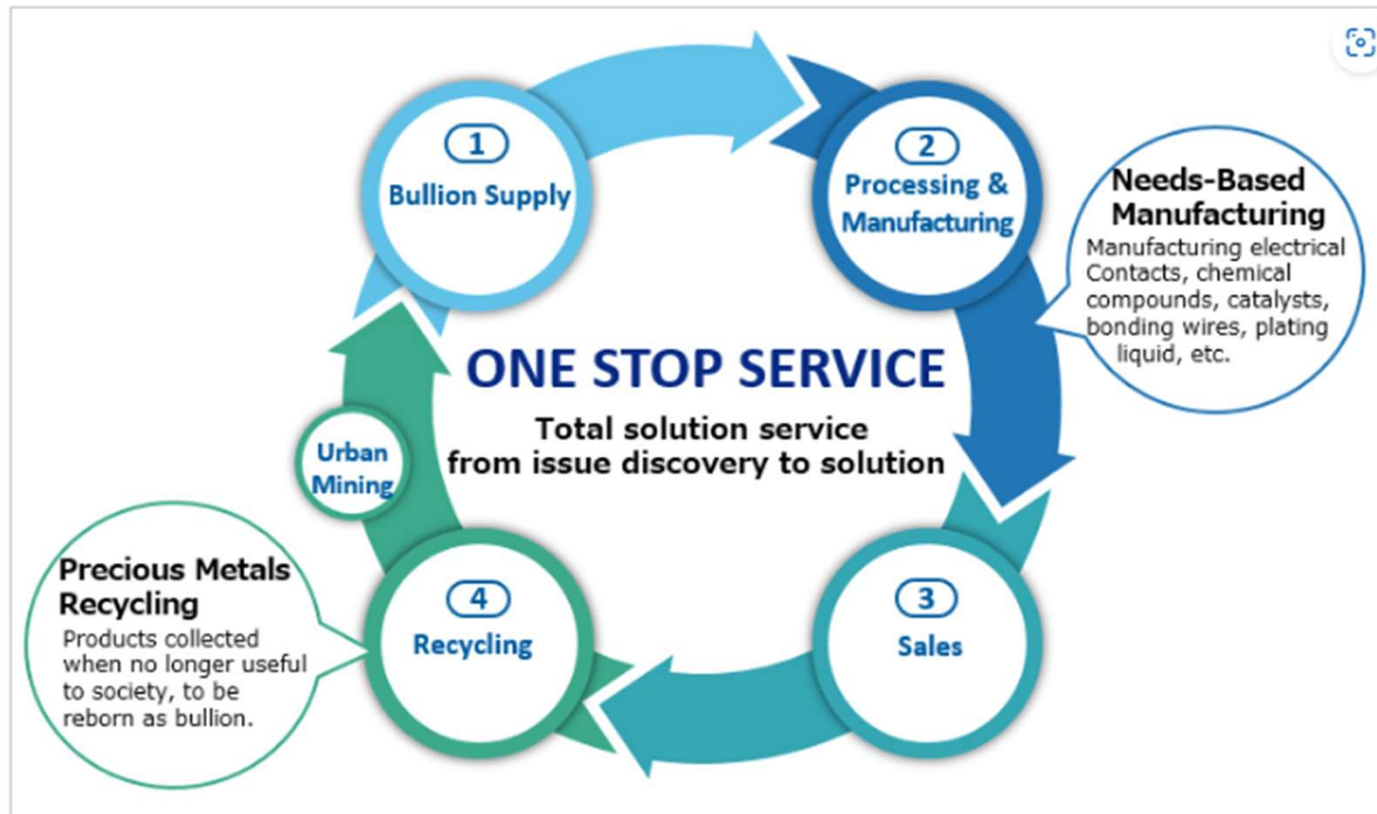 1
Bullion Supply
2
Processing &
Manufacturing
Needs-Based
Manufacturing
Manufacturing electrical
Contacts, chemical
compounds, catalysts,
bonding wires, plating
liquid, etc.
ONE STOP SERVICE
Total solution service
from issue discovery to solution
Urban
Mining
Precious Metals
Recycling
Products collected
when no longer useful
to society, to be
reborn as bullion.
4
Recycling
3
Sales